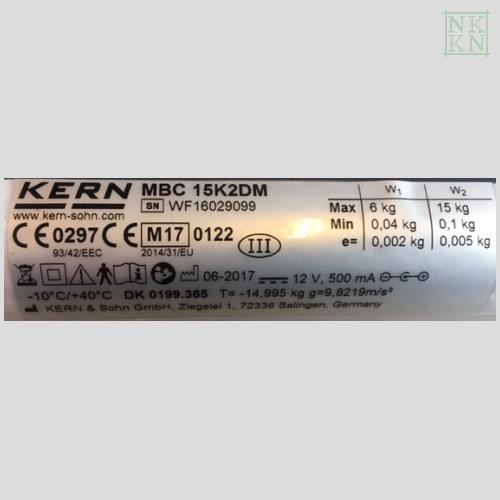 NK
KN
KERN MBC 15K2DM
www.kern-sohn.com SN WF16029099
W1 W2
Max 6 kg 15 kg
Min 0,04 kg 0,1 kg
e= 0,002 kg 0,005 kg
CE 0297 CE M17 0122 III
93/42/EEC 2014/31/EU
06-2017 12 V, 500 mA
-10°C/+40°C DK 0199.365 T= -14,995 kg g=9,8219m/s²
KERN & Sohn GmbH, Ziegelei 1, 72336 Balingen, Germany